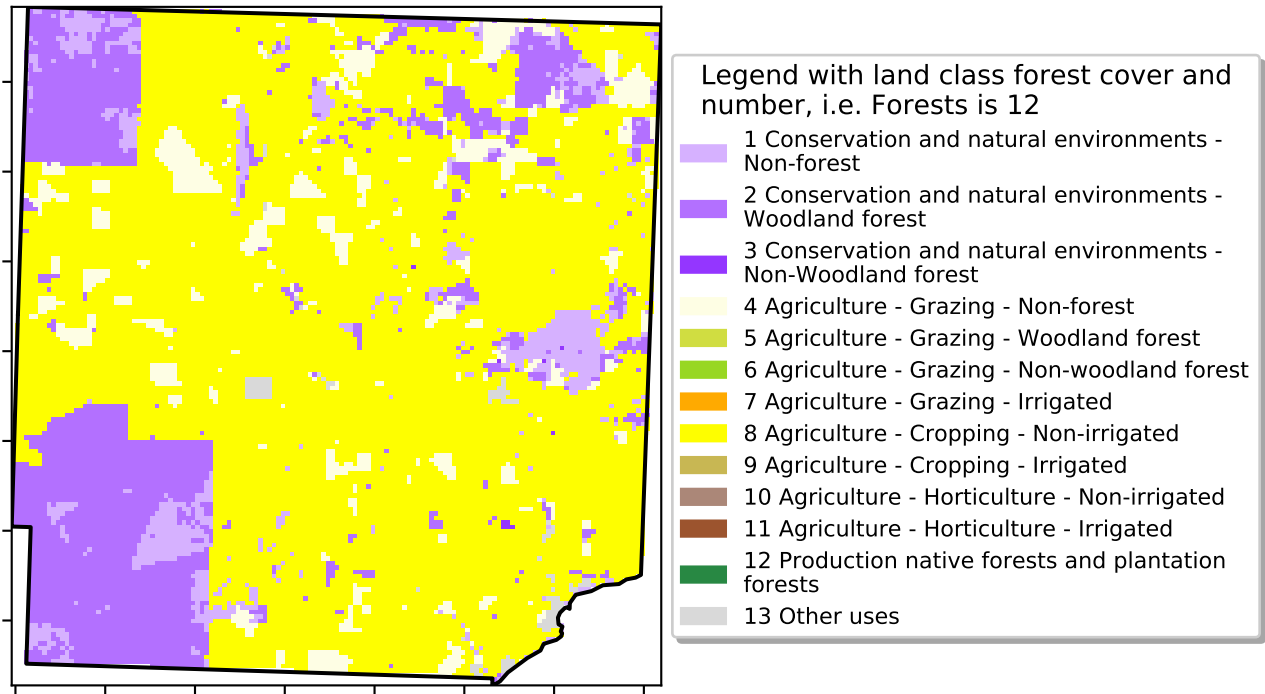 Legend with land class forest cover and
number, i.e. Forests is 12
1 Conservation and natural environments -
Non-forest
2 Conservation and natural environments -
Woodland forest
3 Conservation and natural environments -
Non-Woodland forest
4 Agriculture - Grazing - Non-forest
5 Agriculture - Grazing - Woodland forest
6 Agriculture - Grazing - Non-woodland forest
7 Agriculture - Grazing - Irrigated
8 Agriculture - Cropping - Non-irrigated
9 Agriculture - Cropping - Irrigated
10 Agriculture - Horticulture - Non-irrigated
11 Agriculture - Horticulture - Irrigated
12 Production native forests and plantation
forests
13 Other uses